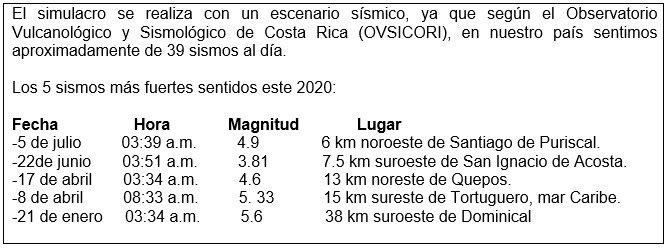 El simulacro se realiza con un escenario sísmico, ya que según el Observatorio
Vulcanológico y Sismológico de Costa Rica (OVSICORI), en nuestro país sentimos
aproximadamente de 39 sismos al día.
Los 5 sismos más fuertes sentidos este 2020:
Fecha Hora Magnitud Lugar
-5 de julio 03:39 a.m. 4.9 6 km noroeste de Santiago de Puriscal.
-22de junio 03:51 a.m. 3.81 7.5 km suroeste de San Ignacio de Acosta.
-17 de abril 03:34 a.m. 4.6 13 km noreste de Quepos.
-8 de abril 08:33 a.m. 5. 33 15 km sureste de Tortuguero, mar Caribe.
-21 de enero 03:34 a.m. 5.6 38 km suroeste de Dominical